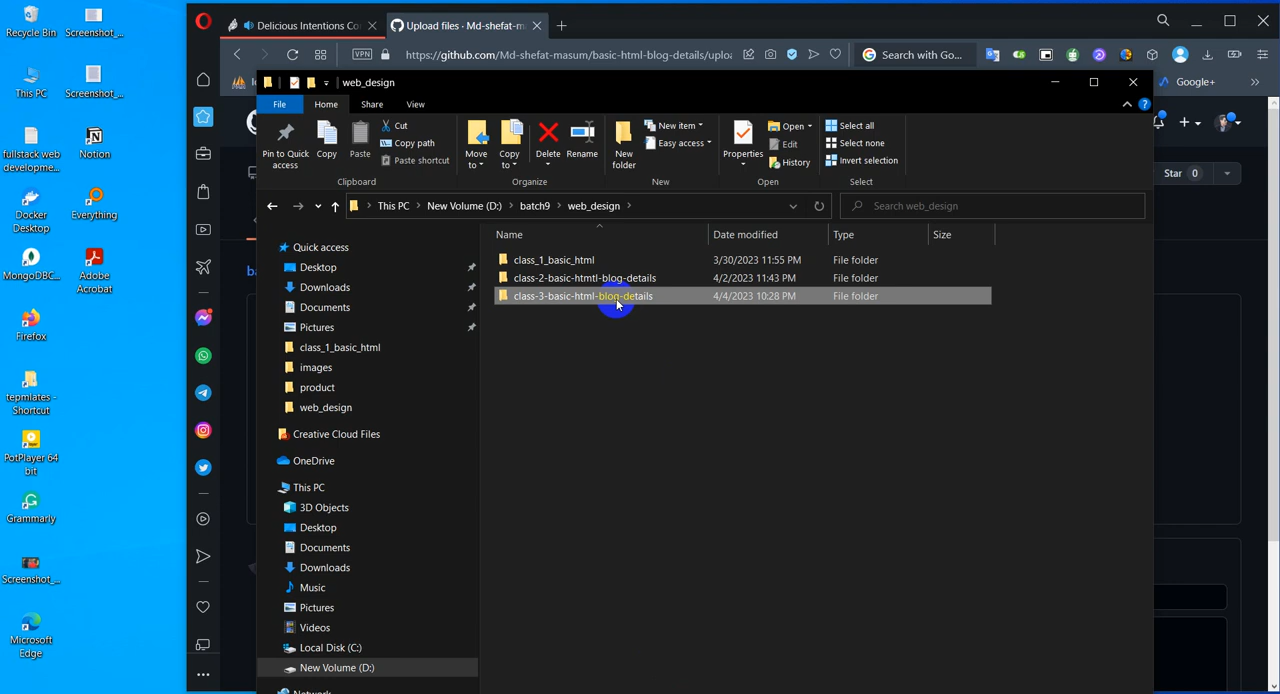 Recycle Bin
Screenshot_...
This PC
Screenshot_...
fullstack web developme...
Notion
Docker Desktop
Everything
MongoDBC...
Adobe Acrobat
Firefox
tepmlates - Shortcut
PotPlayer 64 bit
Grammarly
Screenshot_...
Microsoft Edge
Delicious Intentions Co
Upload files · Md-shefat-m
VPN
https://github.com/Md-shefat-masum/basic-html-blog-details/uploa
Search with Go...
Google+
web_design
File
Home
Share
View
Pin to Quick access
Copy
Paste
Cut
Copy path
Paste shortcut
Clipboard
Move to
Copy to
Delete
Rename
Organize
New folder
New item
Easy access
New
Properties
Open
Edit
History
Open
Select all
Select none
Invert selection
Select
Star 0
This PC
New Volume (D:)
batch9
web_design
Search web_design
Name
Date modified
Type
Size
class_1_basic_html 3/30/2023 11:55 PM File folder
class-2-basic-htmtl-blog-details 4/2/2023 11:43 PM File folder
class-3-basic-html-blog-details 4/4/2023 10:28 PM File folder
Quick access
Desktop
Downloads
Documents
Pictures
class_1_basic_html
images
product
web_design
Creative Cloud Files
OneDrive
This PC
3D Objects
Desktop
Documents
Downloads
Music
Pictures
Videos
Local Disk (C:)
New Volume (D:)
Network